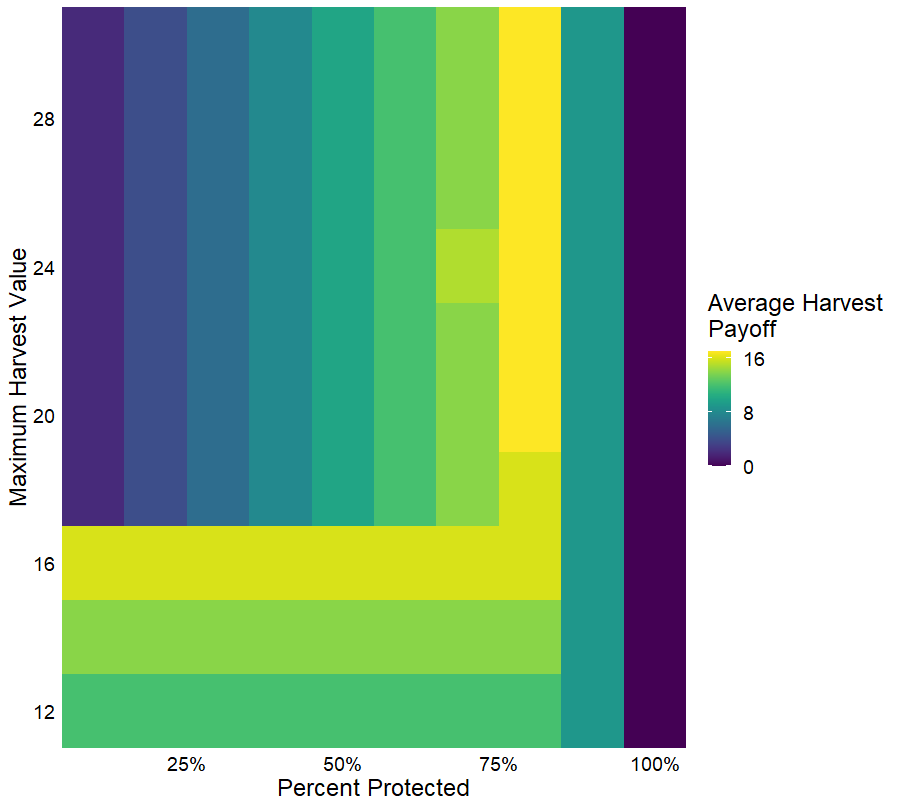 28
24
20
16
12
Maximum Harvest Value
25% 50% 75% 100%
Percent Protected
Average Harvest
Payoff
16
8
0